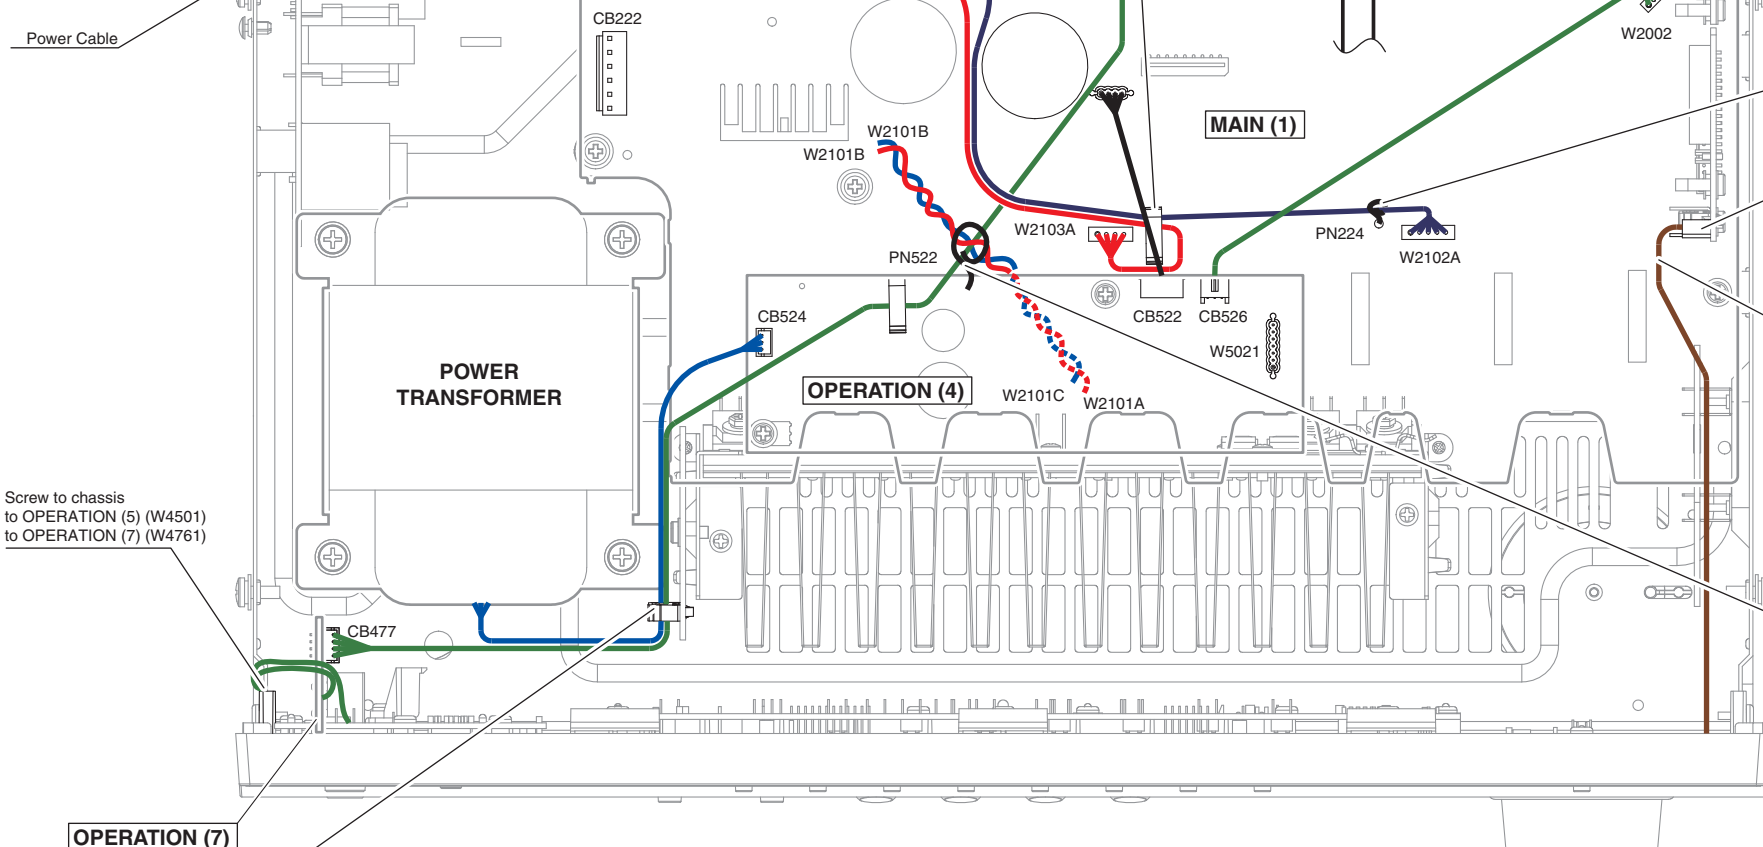 CB222
W2002
Power Cable
MAIN (1)
W2101B
W2101B
W2103A
PN224
PN522
W2102A
CB524
CB522
CB526
W5021
POWER
TRANSFORMER
OPERATION (4)
W2101C
W2101A
Screw to chassis
to OPERATION (5) (W4501)
to OPERATION (7) (W4761)
CB477
OPERATION (7)